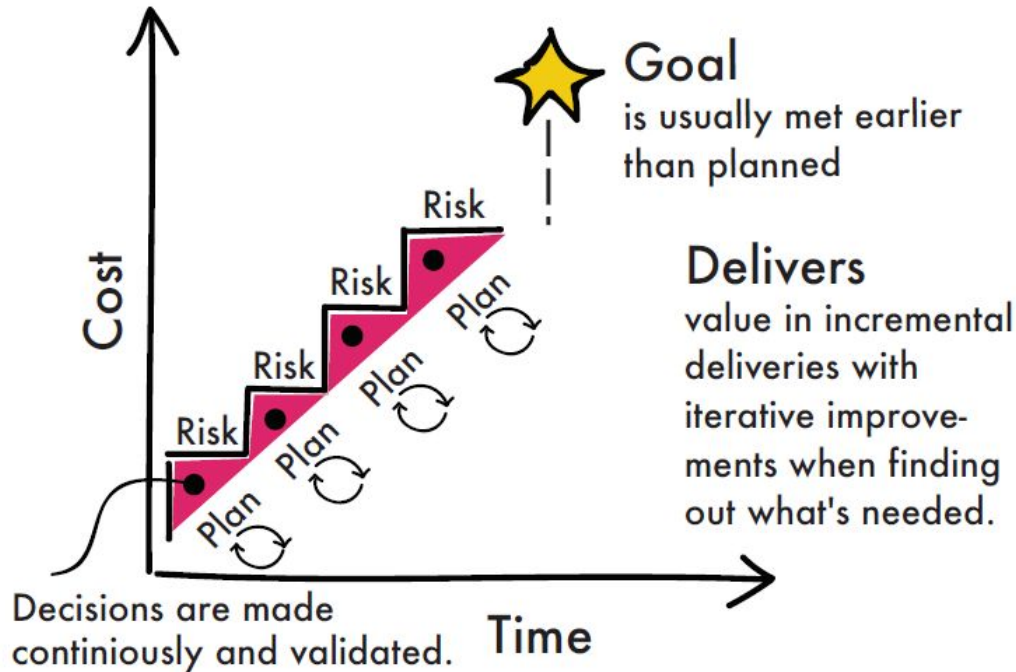 Goal
is usually met earlier
than planned
Risk
Risk
Risk
Risk
Plan
Plan
Plan
Plan
Cost
Delivers
value in incremental
deliveries with
iterative improve-
ments when finding
out what's needed.
Decisions are made
continiously and validated.
Time